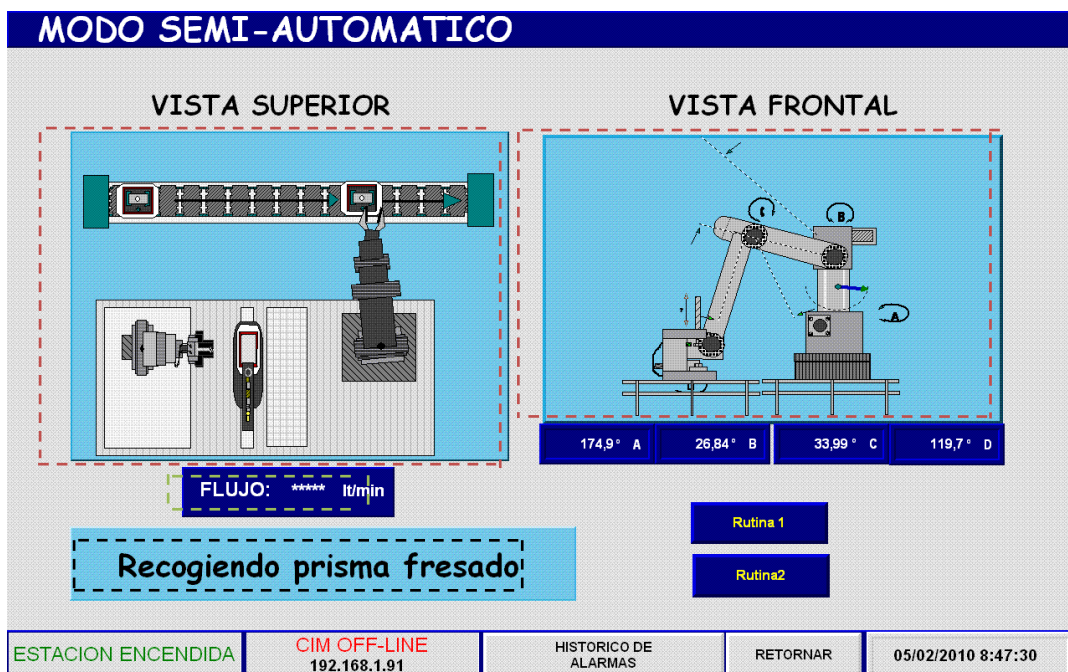 MODO SEMI-AUTOMATICO
VISTA SUPERIOR
VISTA FRONTAL
C
B
A
174,9° A
26,84° B
33,99° C
119,7° D
FLUJO: ***** lt/min
Rutina 1
Recogiendo prisma fresado
Rutina2
ESTACION ENCENDIDA
CIM OFF-LINE
192.168.1.91
HISTORICO DE
ALARMAS
RETORNAR
05/02/2010 8:47:30